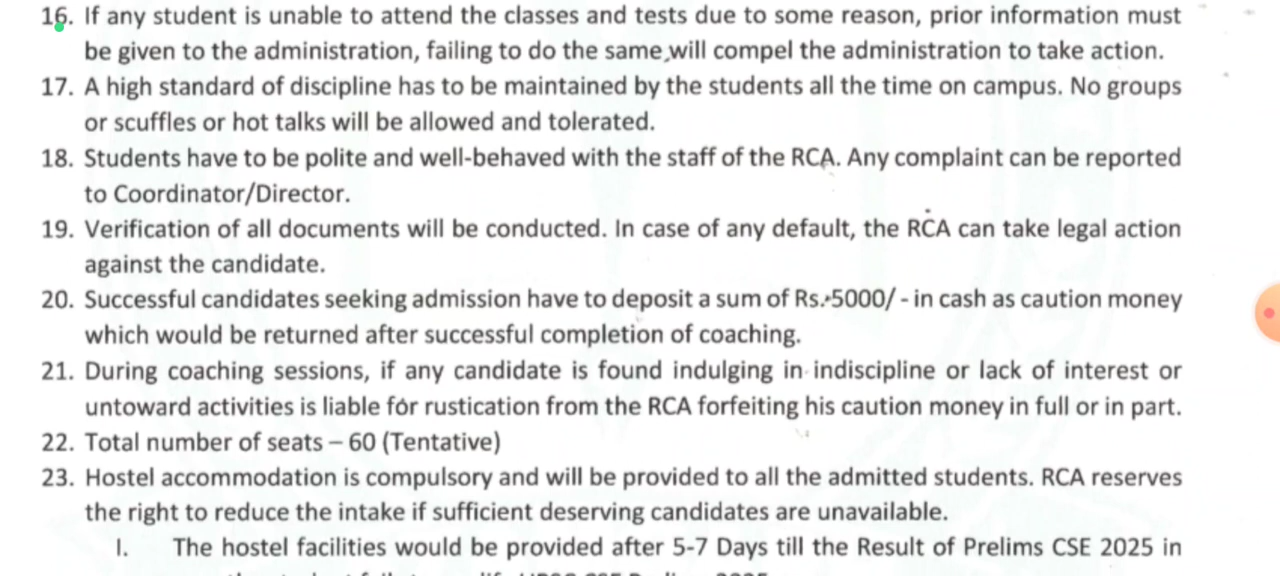 16. If any student is unable to attend the classes and tests due to some reason, prior information must
be given to the administration, failing to do the same will compel the administration to take action.
17. A high standard of discipline has to be maintained by the students all the time on campus. No groups
or scuffles or hot talks will be allowed and tolerated.
18. Students have to be polite and well-behaved with the staff of the RCA. Any complaint can be reported
to Coordinator/Director.
19. Verification of all documents will be conducted. In case of any default, the RCA can take legal action
against the candidate.
20. Successful candidates seeking admission have to deposit a sum of Rs. 5000/- in cash as caution money
which would be returned after successful completion of coaching.
21. During coaching sessions, if any candidate is found indulging in indiscipline or lack of interest or
untoward activities is liable for rustication from the RCA forfeiting his caution money in full or in part.
22. Total number of seats – 60 (Tentative)
23. Hostel accommodation is compulsory and will be provided to all the admitted students. RCA reserves
the right to reduce the intake if sufficient deserving candidates are unavailable.
I. The hostel facilities would be provided after 5-7 Days till the Result of Prelims CSE 2025 in